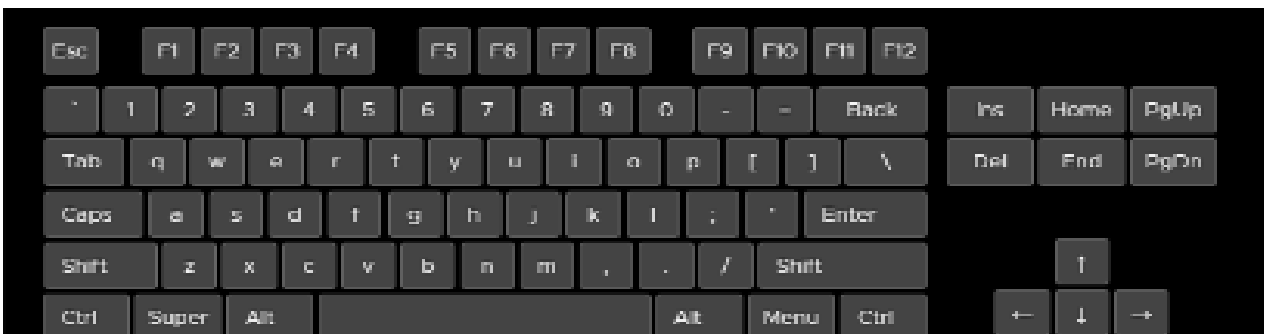 Esc F1 F2 F3 F4 F5 F6 F7 F8 F9 F10 F11 F12
` 1 2 3 4 5 6 7 8 9 0 - = Back Ins Home PgUp
Tab q w e r t y u i o p [ ] \ Del End PgDn
Caps a s d f g h j k l ; ' Enter
Shift z x c v b n m , . / Shift ↑
Ctrl Super Alt Alt Menu Ctrl ← ↓ →